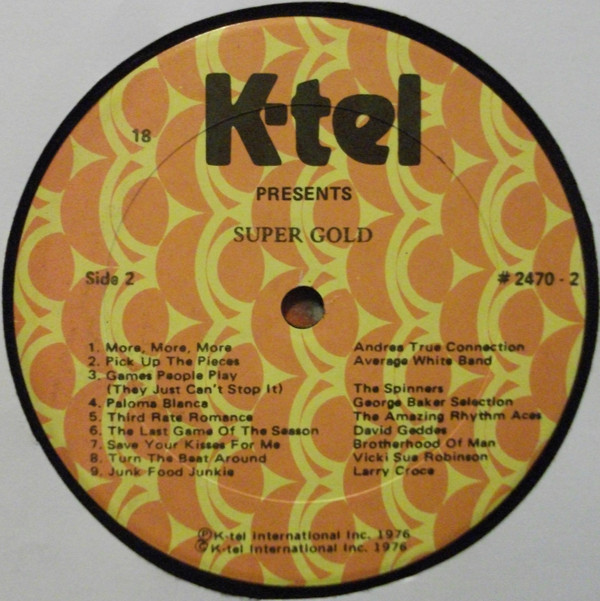 K-tel
18
PRESENTS
SUPER GOLD
Side 2 # 2470 - 2
1. More, More, More Andrea True Connection
2. Pick Up The Pieces Average White Band
3. Games People Play
(They Just Can't Stop It) The Spinners
4. Paloma Blanca George Baker Selection
5. Third Rate Romance The Amazing Rhythm Aces
6. The Last Game Of The Season David Geddes
7. Save Your Kisses For Me Brotherhood Of Man
8. Turn The Beat Around Vicki Sue Robinson
9. Junk Food Junkie Larry Croce
℗ K-tel International Inc. 1976
© K-tel International Inc. 1976